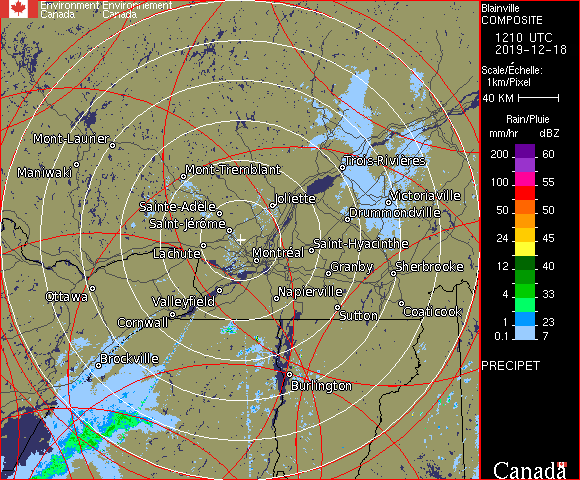 Environment Environnement
Canada Canada
Blainville
COMPOSITE
1210 UTC
2019-12-18
Scale/Échelle:
1km/Pixel
40 KM
Rain/Pluie
mm/hr dBZ
200 60
100 55
50 50
24 45
12 40
4 33
1 23
0.1 7
PRECIPET
Mont-Laurier
Maniwaki
Mont-Tremblant
Trois-Rivières
Joliette
Victoriaville
Sainte-Adèle
Drummondville
Saint-Jérôme
Lachute
Montréal
Saint-Hyacinthe
Granby
Sherbrooke
Ottawa
Valleyfield
Napierville
Coaticook
Cornwall
Sutton
Brockville
Burlington
Canada